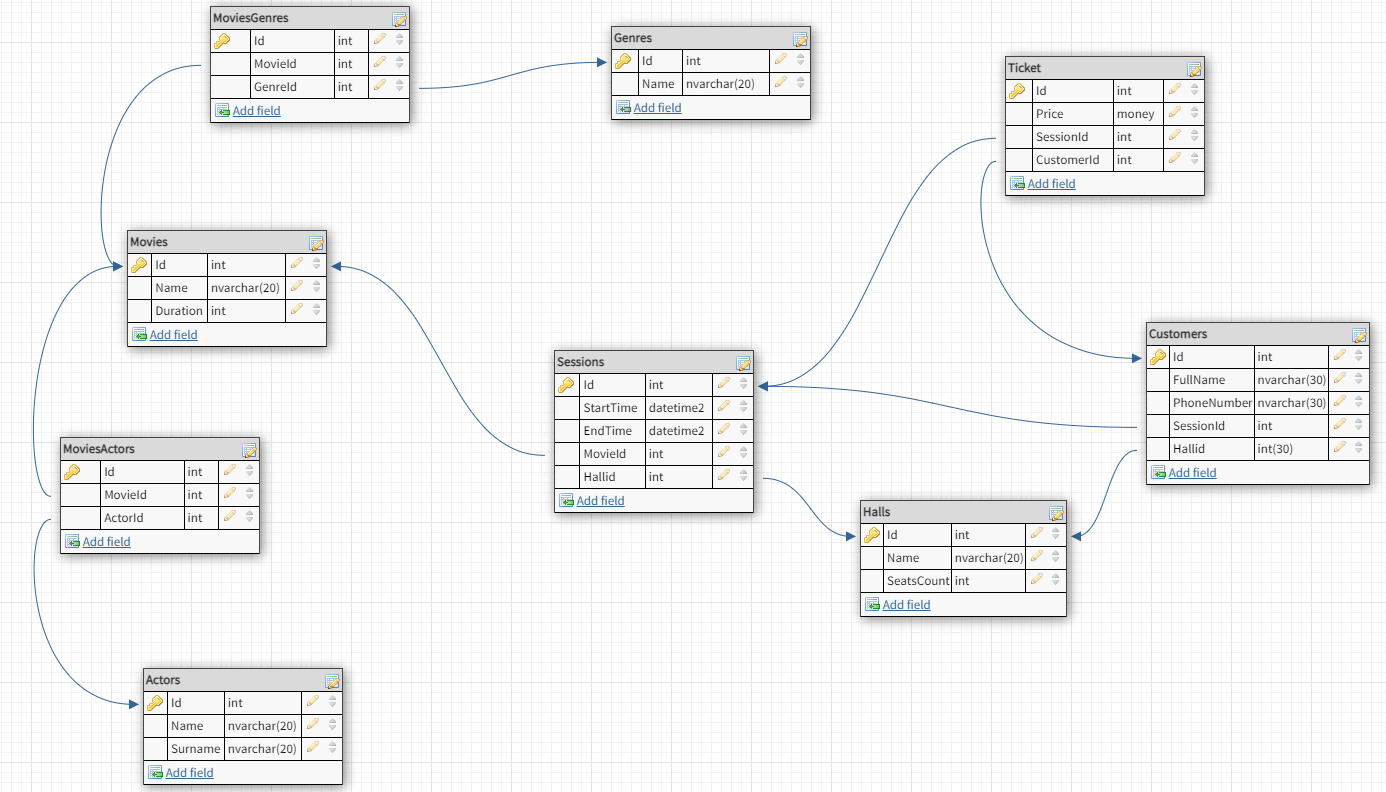 MoviesGenres
Id int
MovieId int
GenreId int
Add field
Genres
Id int
Name nvarchar(20)
Add field
Ticket
Id int
Price money
SessionId int
CustomerId int
Add field
Movies
Id int
Name nvarchar(20)
Duration int
Add field
Sessions
Id int
StartTime datetime2
EndTime datetime2
MovieId int
Hallid int
Add field
Customers
Id int
FullName nvarchar(30)
PhoneNumber nvarchar(30)
SessionId int
Hallid int(30)
Add field
MoviesActors
Id int
MovieId int
ActorId int
Add field
Halls
Id int
Name nvarchar(20)
SeatsCount int
Add field
Actors
Id int
Name nvarchar(20)
Surname nvarchar(20)
Add field